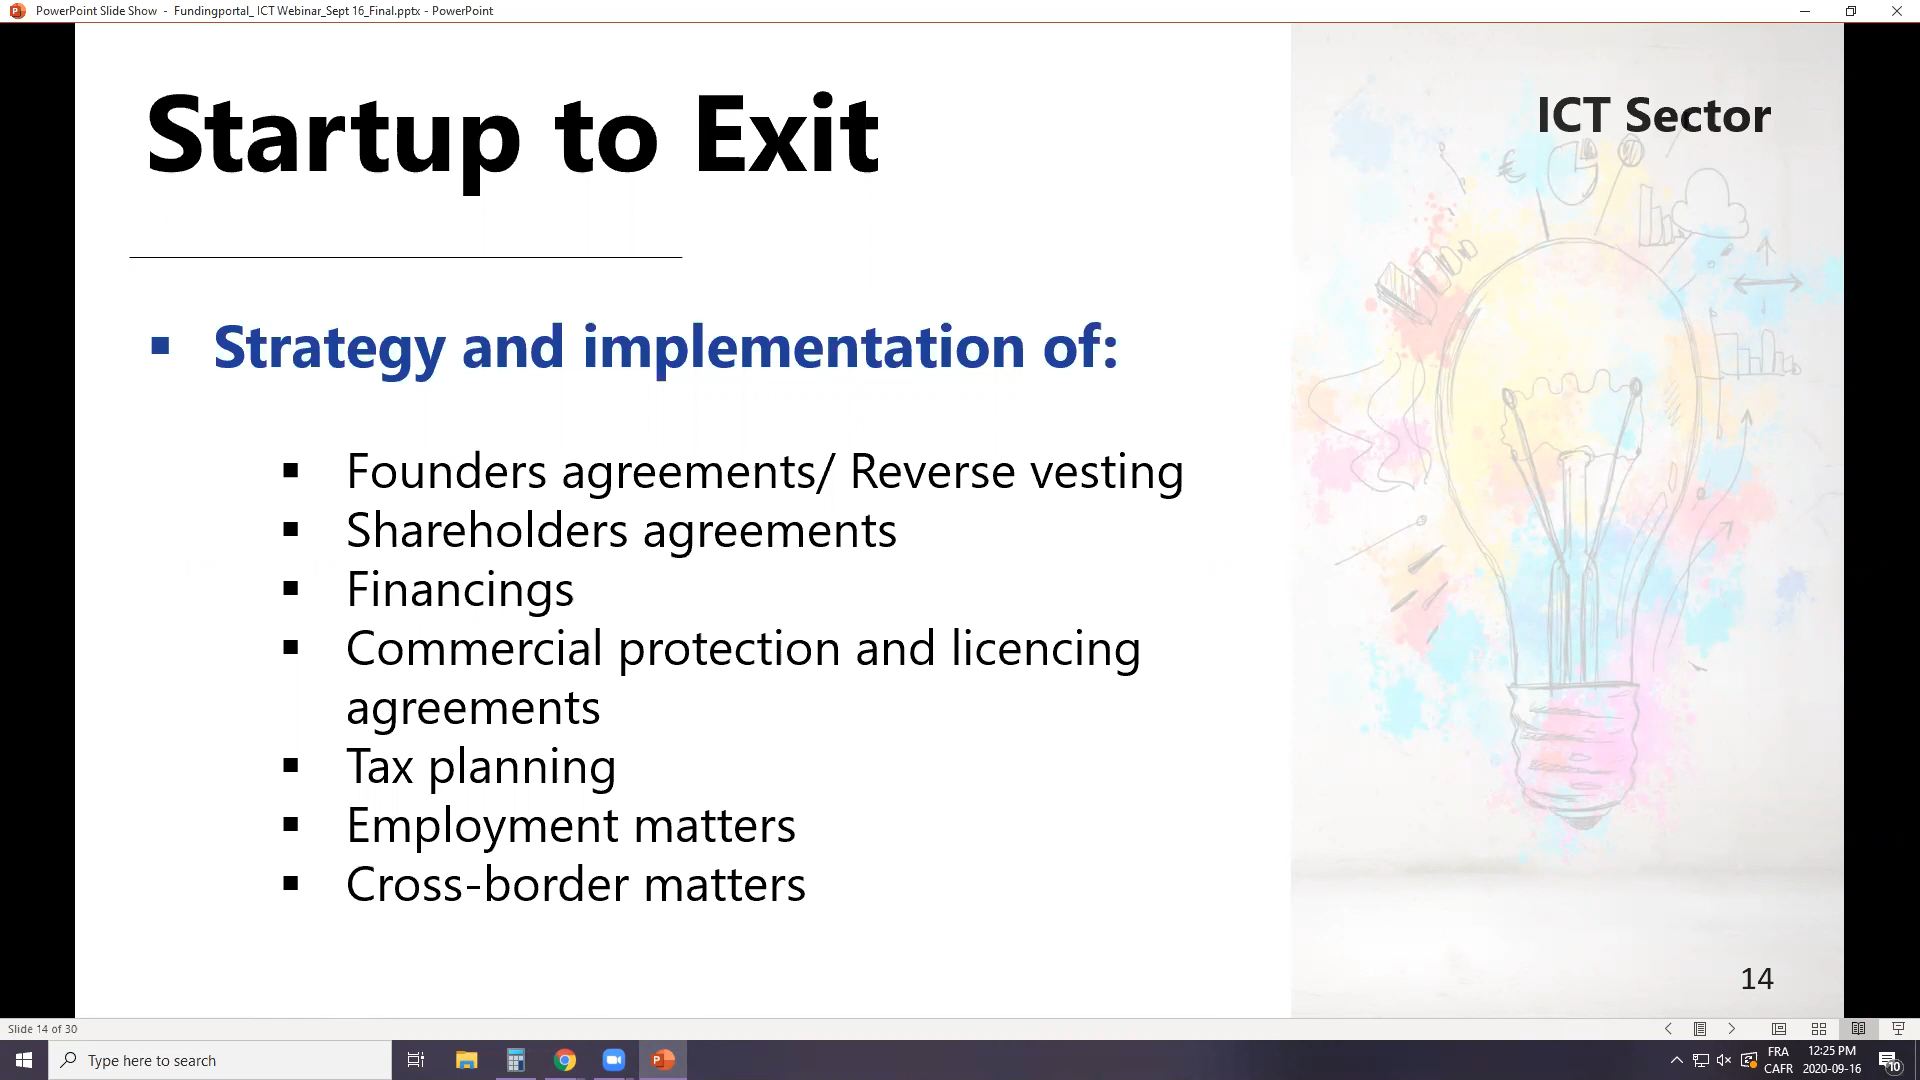 PowerPoint Slide Show - Fundingportal_ ICT Webinar_Sept 16_Final.pptx - PowerPoint
Startup to Exit
ICT Sector
▪ Strategy and implementation of:
▪ Founders agreements/ Reverse vesting
▪ Shareholders agreements
▪ Financings
▪ Commercial protection and licencing
agreements
▪ Tax planning
▪ Employment matters
▪ Cross-border matters
14
Slide 14 of 30
Type here to search
FRA
CAFR
12:25 PM
2020-09-16
10